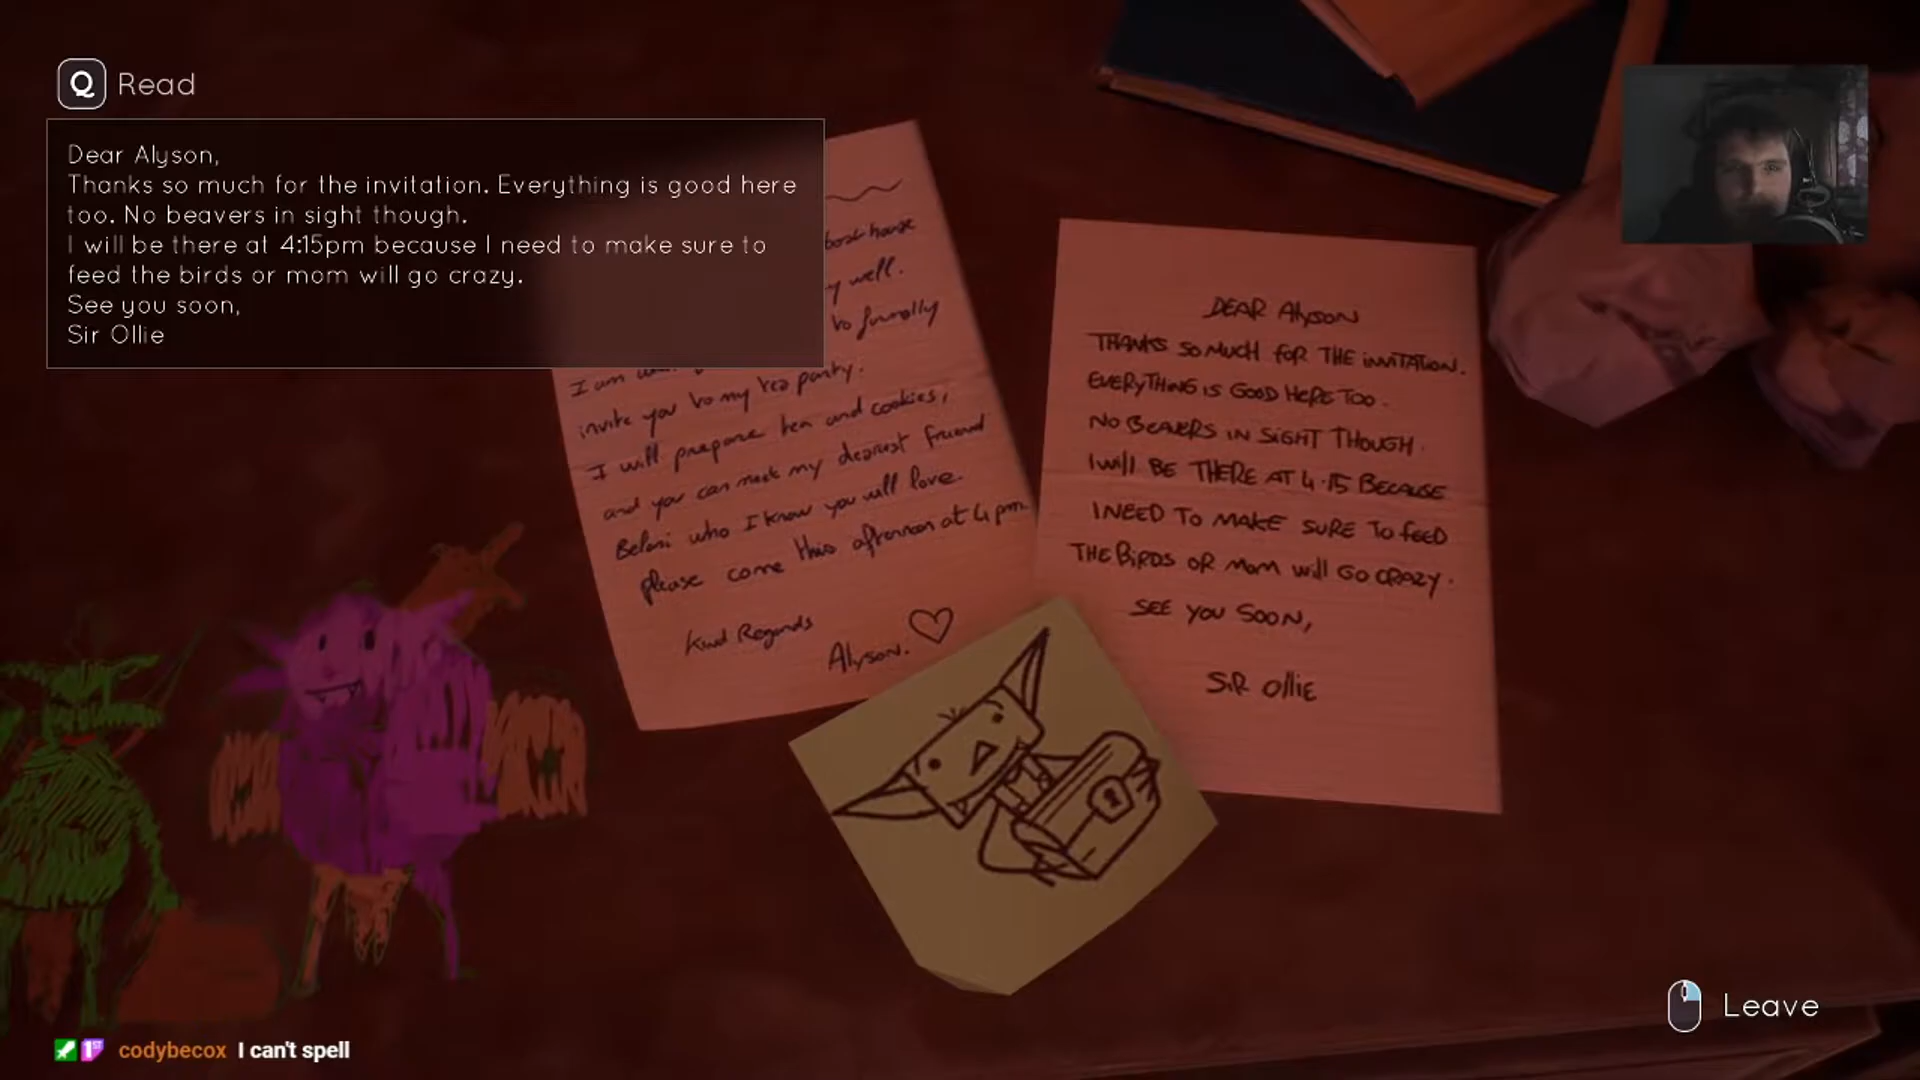 Q Read
Dear Alyson,
Thanks so much for the invitation. Everything is good here
too. No beavers in sight though.
I will be there at 4:15pm because I need to make sure to
feed the birds or mom will go crazy.
See you soon,
Sir Ollie
house
y well.
to formally
I am
invite you to my tea party.
I will prepare tea and cookies,
and you can meet my dearest friend
who I know you will love.
please come this afternoon at 4 pm
Kind Regards
Alyson.
DEAR Alyson
THANKS SO MUCH FOR THE INVITATION.
EVERYTHING IS GOOD HERE TOO.
NO BEAVERS IN SIGHT THOUGH.
I will BE THERE AT 4.15 BECAUSE
I NEED TO MAKE SURE TO FEED
THE BIRDS OR MOM will GO CRAZY.
SEE YOU SOON,
SIR OlliE
Leave
1ST codybecox I can't spell